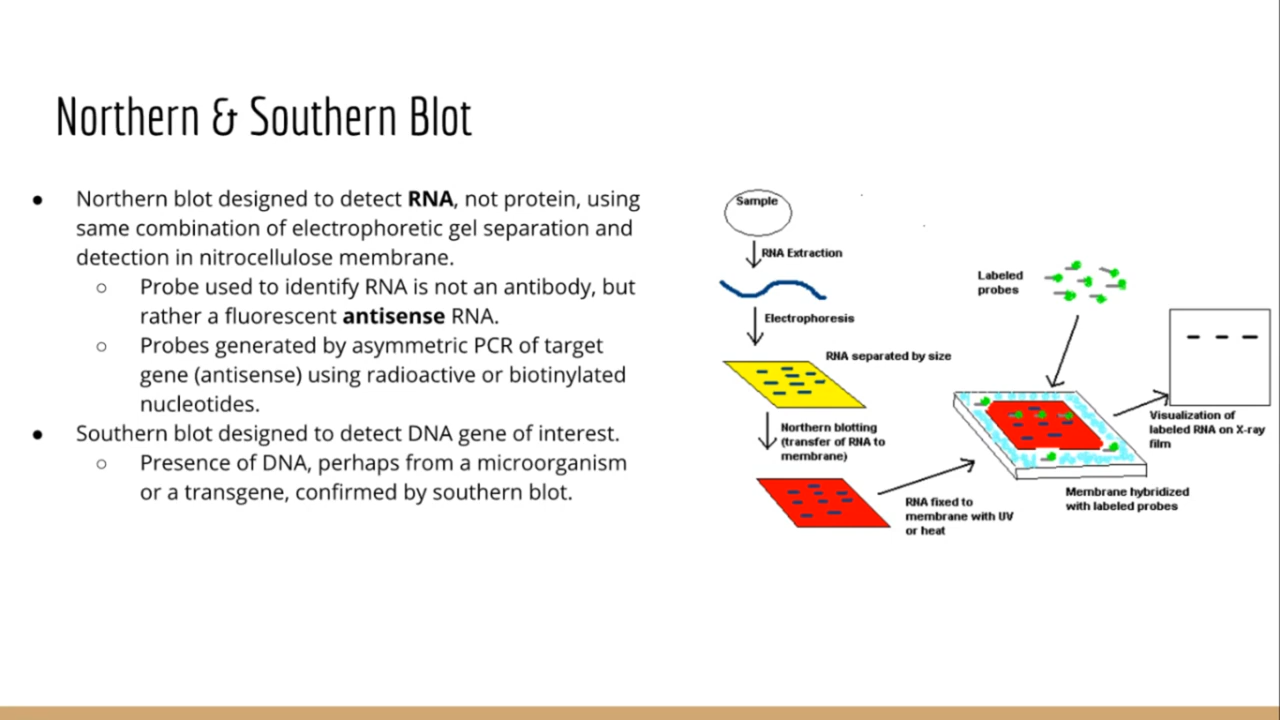 Northern & Southern Blot
● Northern blot designed to detect RNA, not protein, using
same combination of electrophoretic gel separation and
detection in nitrocellulose membrane.
○ Probe used to identify RNA is not an antibody, but
rather a fluorescent antisense RNA.
○ Probes generated by asymmetric PCR of target
gene (antisense) using radioactive or biotinylated
nucleotides.
● Southern blot designed to detect DNA gene of interest.
○ Presence of DNA, perhaps from a microorganism
or a transgene, confirmed by southern blot.
Sample
RNA Extraction
Electrophoresis
RNA separated by size
Northern blotting
(transfer of RNA to
membrane)
RNA fixed to
membrane with UV
or heat
Labeled
probes
Membrane hybridized
with labeled probes
Visualization of
labeled RNA on X-ray
film